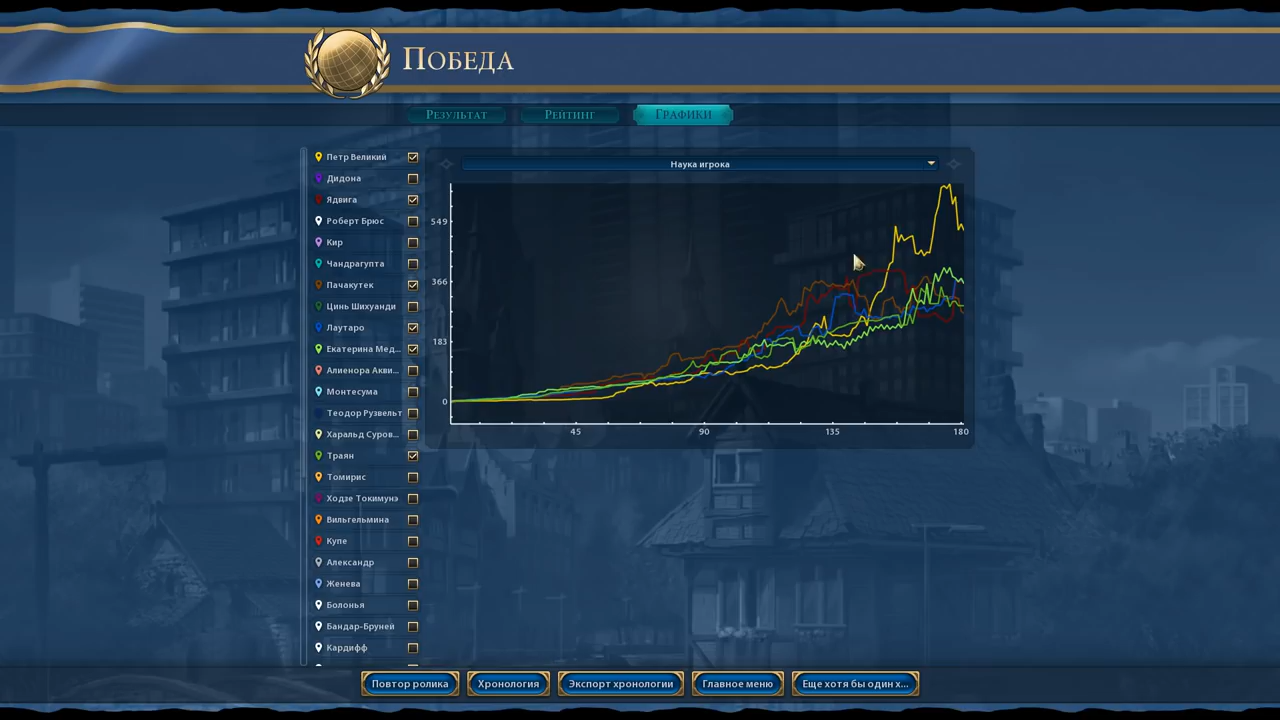 Победа
Результат
Рейтинг
Графики
Петр Великий
Дидона
Ядвига
Роберт Брюс
Кир
Чандрагупта
Пачакутек
Цинь Шихуанди
Лаутаро
Екатерина Мед...
Алиенора Акви...
Монтесума
Теодор Рузвельт
Харальд Суров...
Траян
Томирис
Ходзе Токимунэ
Вильгельмина
Купе
Александр
Женева
Болонья
Бандар-Бруней
Кардифф
Наука игрока
549
366
183
0
45
90
135
180
Повтор ролика
Хронология
Экспорт хронологии
Главное меню
Еще хотя бы один х...